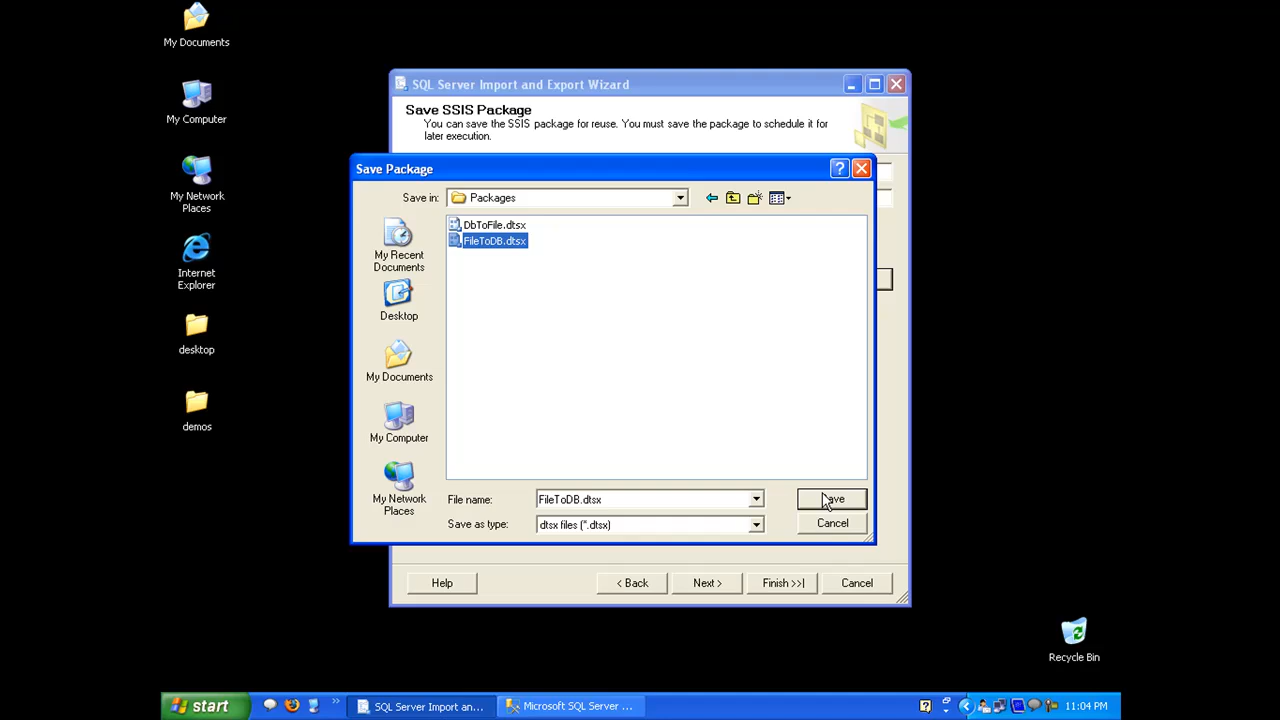 My Documents
My Computer
My Network
Places
Internet
Explorer
desktop
demos
SQL Server Import and Export Wizard
Save SSIS Package
You can save the SSIS package for reuse. You must save the package to schedule it for
later execution.
Save Package
Save in:
Packages
DbToFile.dtsx
FileToDB.dtsx
My Recent
Documents
Desktop
My Documents
My Computer
My Network
Places
File name:
FileToDB.dtsx
Save
Save as type:
dtsx files (*.dtsx)
Cancel
Help
< Back
Next >
Finish >>|
Cancel
Recycle Bin
start
SQL Server Import an...
Microsoft SQL Server ...
11:04 PM